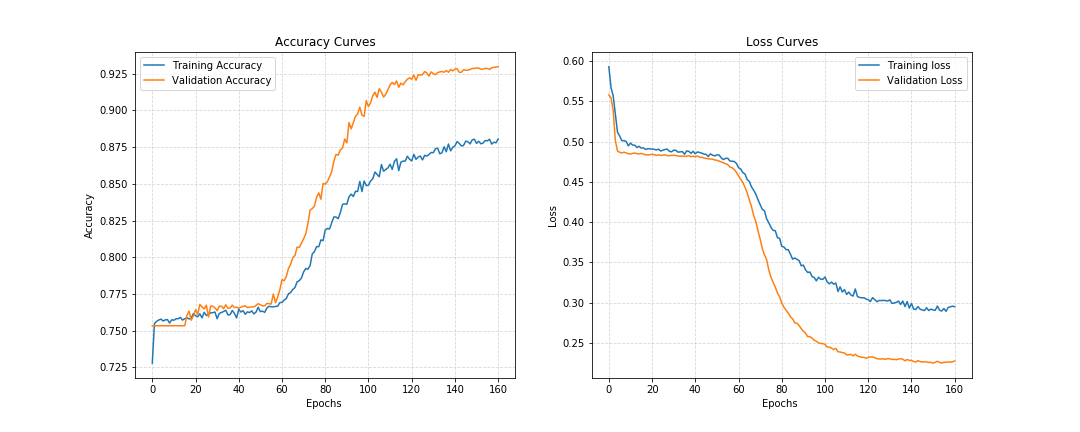 Accuracy Curves
Training Accuracy
Validation Accuracy
0.925
0.900
0.875
0.850
0.825
0.800
0.775
0.750
0.725
Accuracy
0 20 40 60 80 100 120 140 160
Epochs
Loss Curves
Training loss
Validation Loss
0.60
0.55
0.50
0.45
0.40
0.35
0.30
0.25
Loss
0 20 40 60 80 100 120 140 160
Epochs